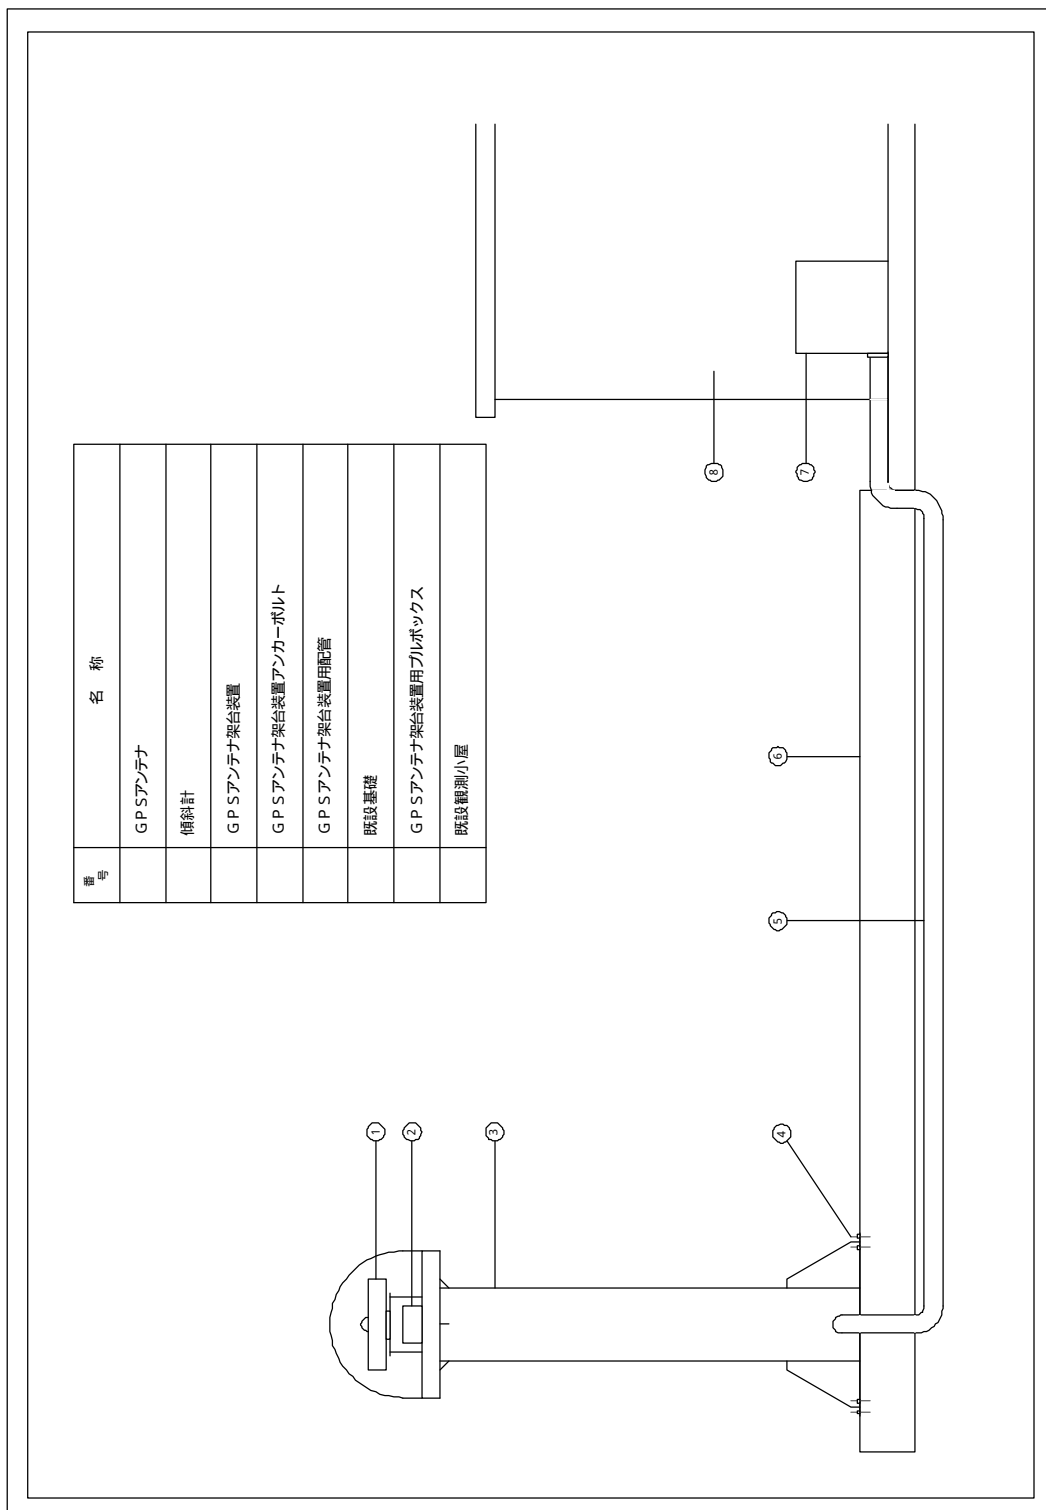 番号 名 称
ＧＰＳアンテナ
傾斜計
ＧＰＳアンテナ架台装置
ＧＰＳアンテナ架台装置アンカーボルト
ＧＰＳアンテナ架台装置用配管
既設基礎
ＧＰＳアンテナ架台装置用プルボックス
既設観測小屋
1
2
3
4
5
6
7
8